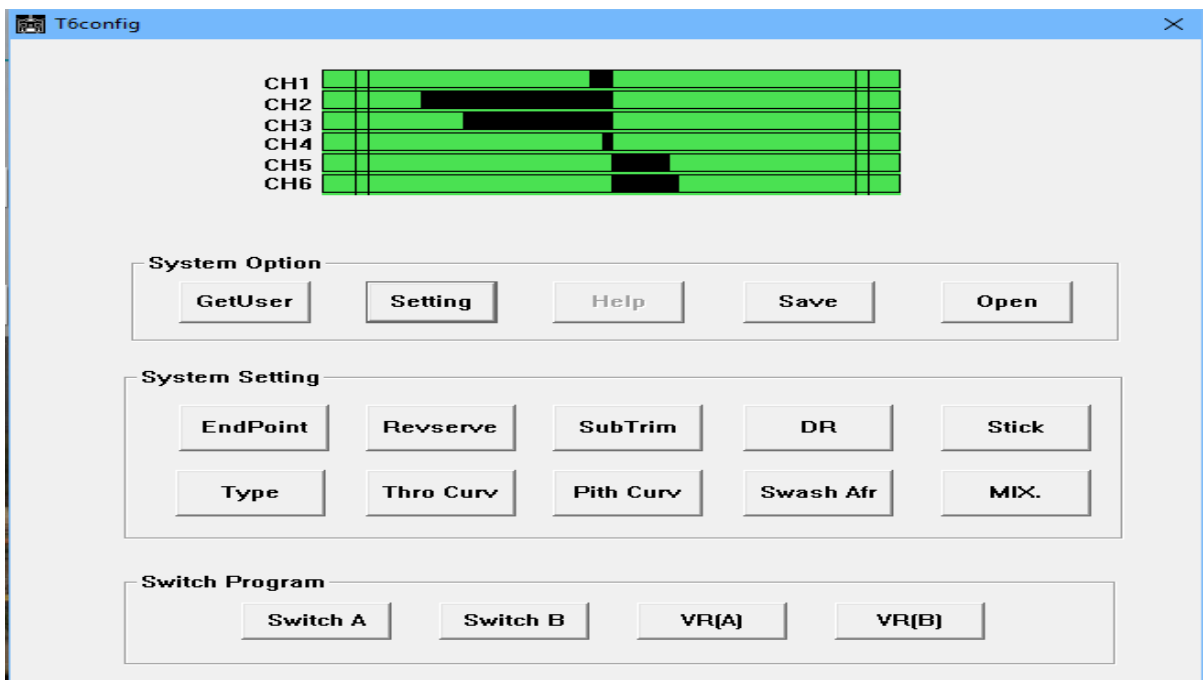 T6config
CH1
CH2
CH3
CH4
CH5
CH6
System Option
GetUser Setting Help Save Open
System Setting
EndPoint Revserve SubTrim DR Stick
Type Thro Curv Pith Curv Swash Afr MIX.
Switch Program
Switch A Switch B VR(A) VR(B)